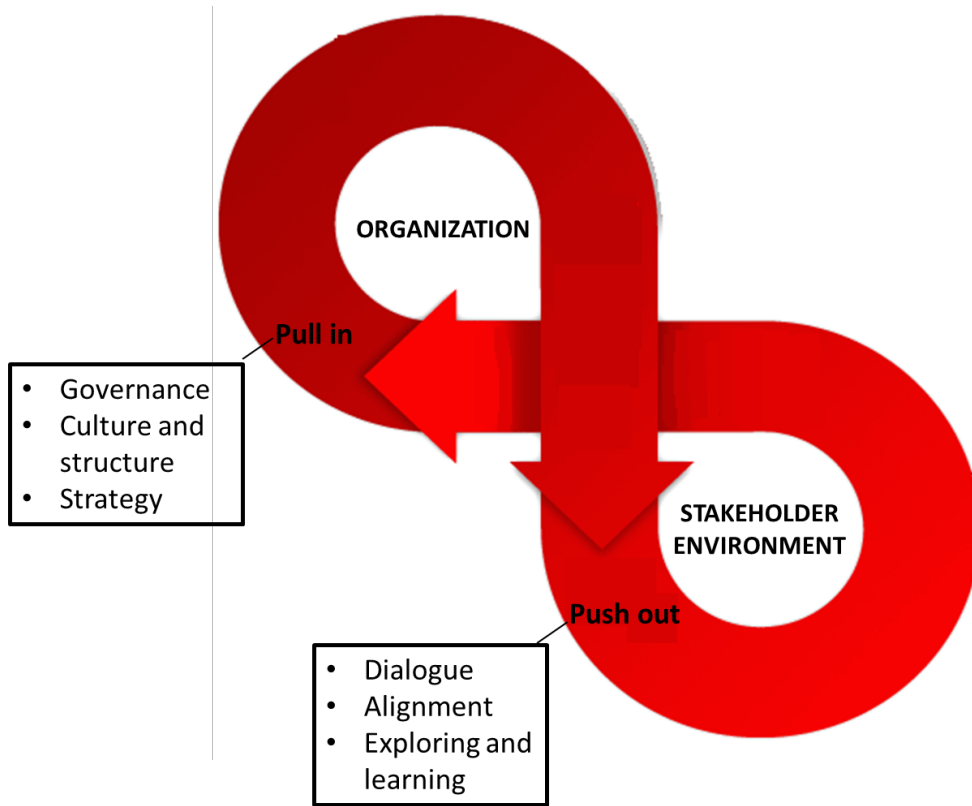 ORGANIZATION
Pull in
• Governance
• Culture and
structure
• Strategy
STAKEHOLDER
ENVIRONMENT
Push out
• Dialogue
• Alignment
• Exploring and
learning